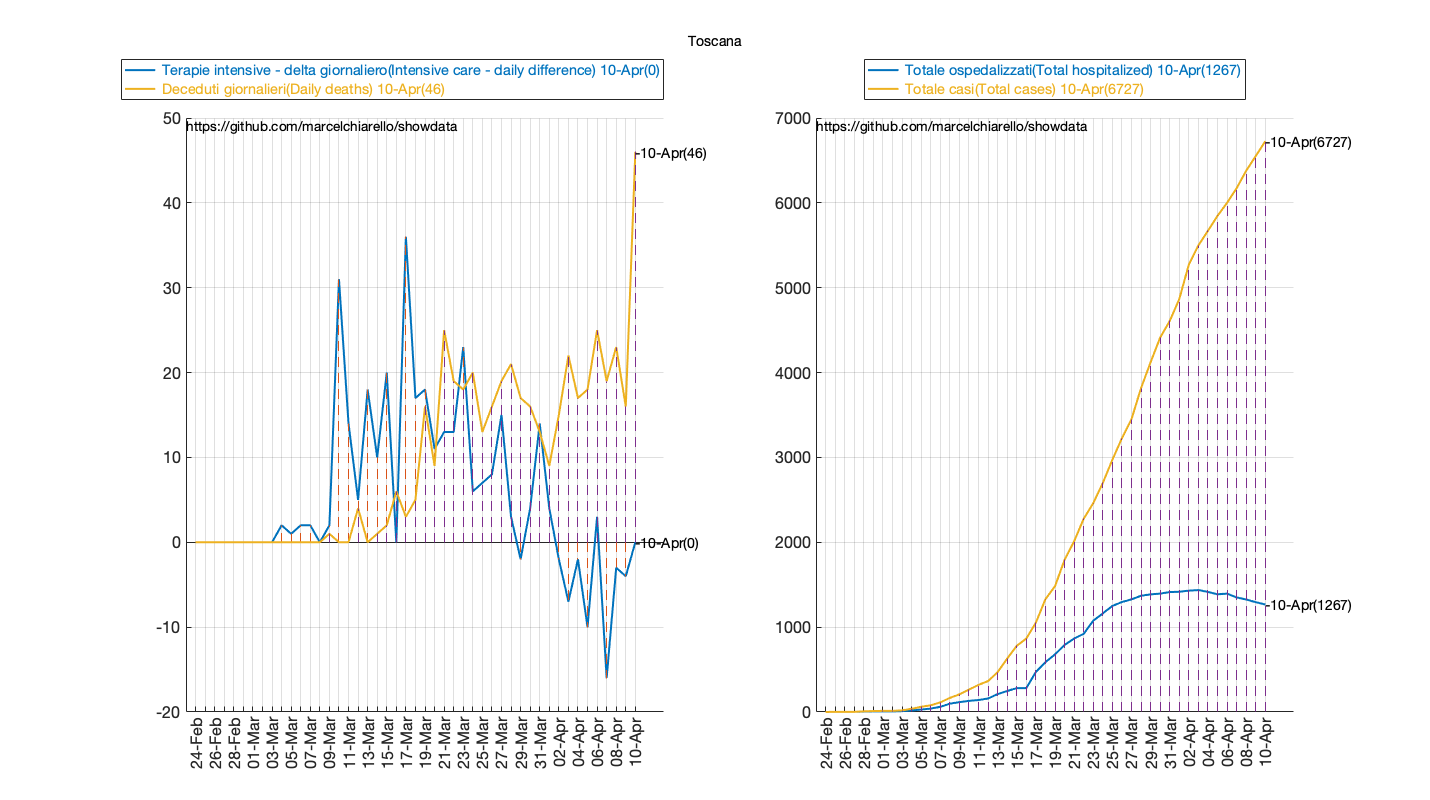 Toscana
Terapie intensive - delta giornaliero(Intensive care - daily difference) 10-Apr(0)
Deceduti giornalieri(Daily deaths) 10-Apr(46)
https://github.com/marcelchiarello/showdata
50
40
30
20
10
0
-10
-20
10-Apr(46)
10-Apr(0)
24-Feb
26-Feb
28-Feb
01-Mar
03-Mar
05-Mar
07-Mar
09-Mar
11-Mar
13-Mar
15-Mar
17-Mar
19-Mar
21-Mar
23-Mar
25-Mar
27-Mar
29-Mar
31-Mar
02-Apr
04-Apr
06-Apr
08-Apr
10-Apr
Totale ospedalizzati(Total hospitalized) 10-Apr(1267)
Totale casi(Total cases) 10-Apr(6727)
https://github.com/marcelchiarello/showdata
7000
6000
5000
4000
3000
2000
1000
0
10-Apr(6727)
10-Apr(1267)
24-Feb
26-Feb
28-Feb
01-Mar
03-Mar
05-Mar
07-Mar
09-Mar
11-Mar
13-Mar
15-Mar
17-Mar
19-Mar
21-Mar
23-Mar
25-Mar
27-Mar
29-Mar
31-Mar
02-Apr
04-Apr
06-Apr
08-Apr
10-Apr